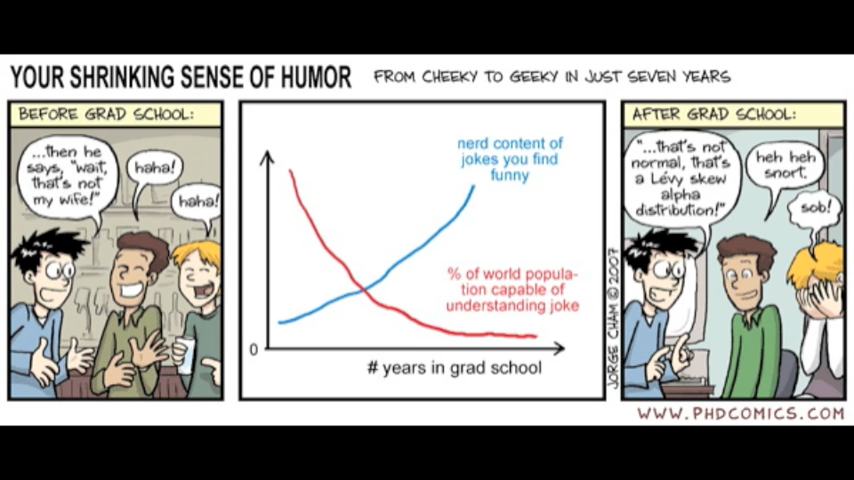 YOUR SHRINKING SENSE OF HUMOR FROM CHEEKY TO GEEKY IN JUST SEVEN YEARS
BEFORE GRAD SCHOOL:
...then he
says, "wait,
that's not
my wife!"
haha!
haha!
nerd content of
jokes you find
funny
% of world popula-
tion capable of
understanding joke
0
# years in grad school
JORGE CHAM © 2007
AFTER GRAD SCHOOL:
"...that's not
normal, that's
a Lévy skew
alpha
distribution!"
heh heh
snort.
sob!
WWW.PHDCOMICS.COM